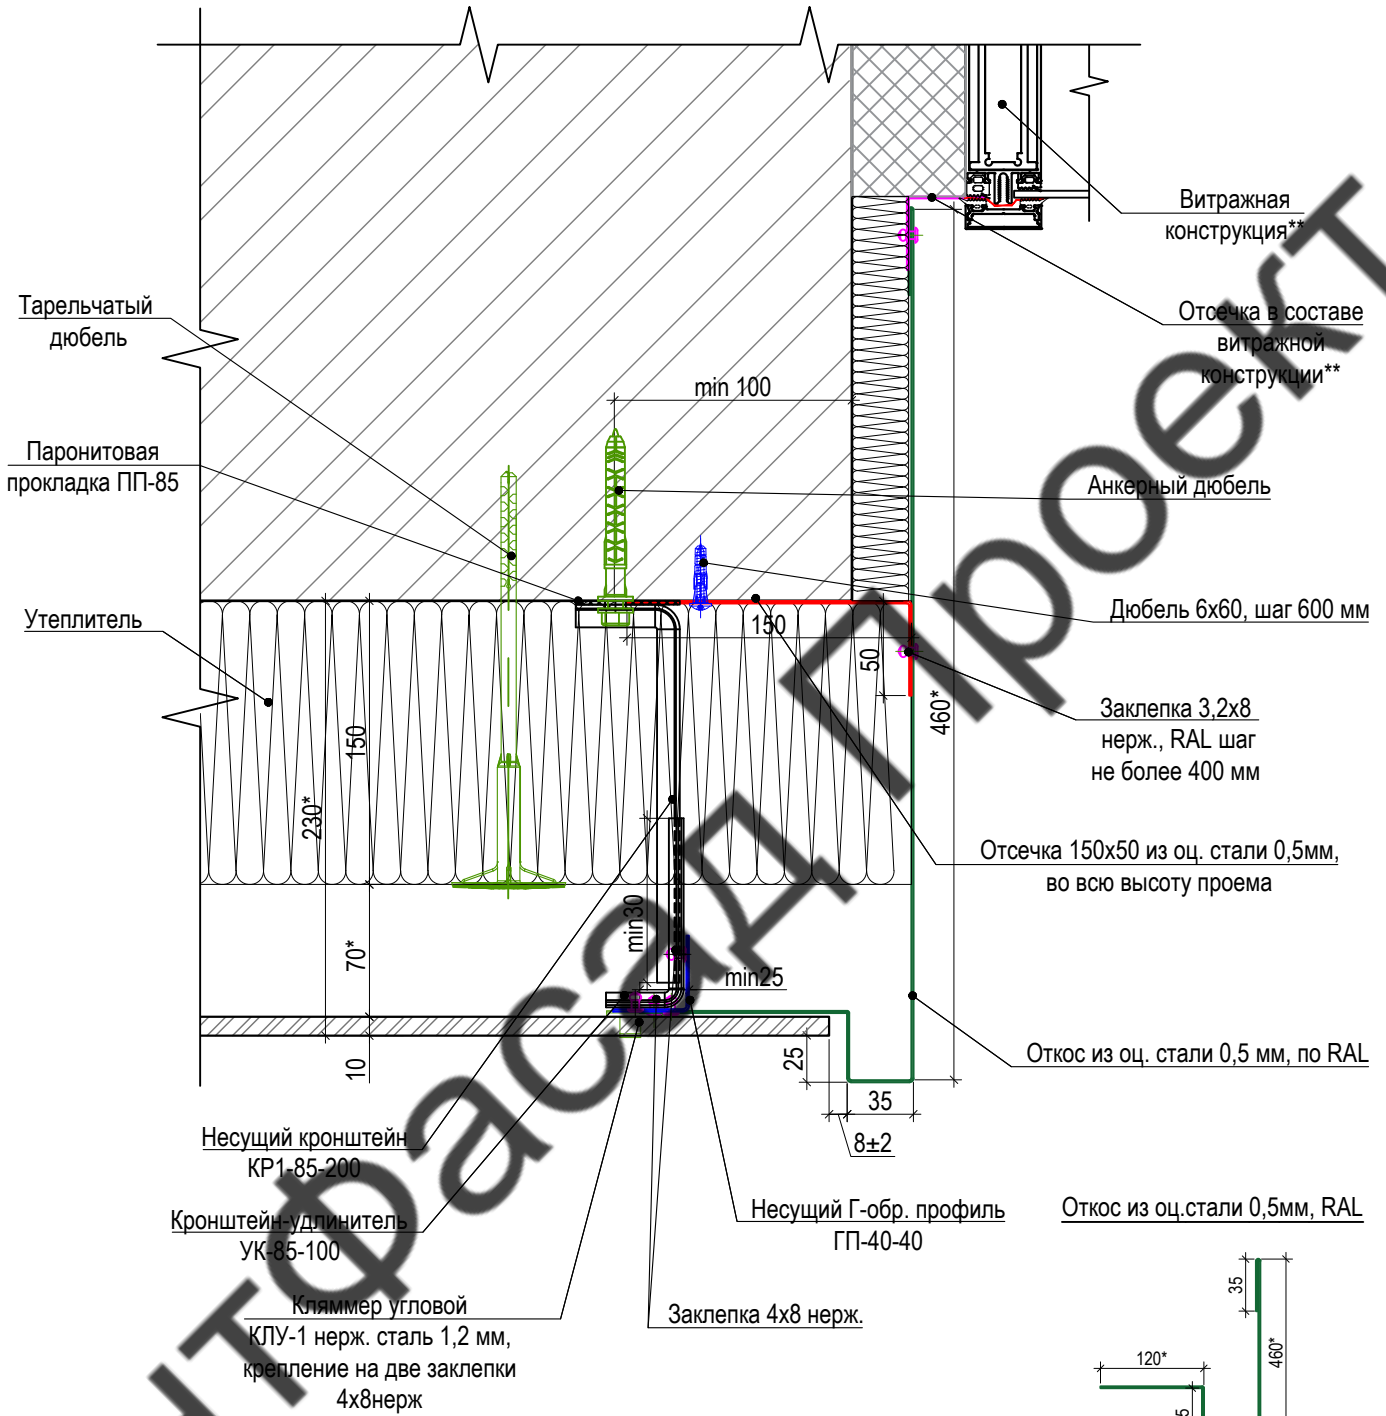 Витражная
конструкция**
Отсечка в составе
витражной
конструкции**
Тарельчатый
дюбель
min 100
Паронитовая
прокладка ПП-85
Анкерный дюбель
Дюбель 6х60, шаг 600 мм
Утеплитель
150
50
460*
Заклепка 3,2х8
нерж., RAL шаг
не более 400 мм
150
230*
Отсечка 150х50 из оц. стали 0,5мм,
во всю высоту проема
min30
70*
min25
10
25
35
8±2
Откос из оц. стали 0,5 мм, по RAL
Несущий кронштейн
КР1-85-200
Кронштейн-удлинитель
УК-85-100
Несущий Г-обр. профиль
ГП-40-40
Откос из оц.стали 0,5мм, RAL
Кляммер угловой
КЛУ-1 нерж. сталь 1,2 мм,
крепление на две заклепки
4х8нерж
Заклепка 4х8 нерж.
35
460*
120*
Проект